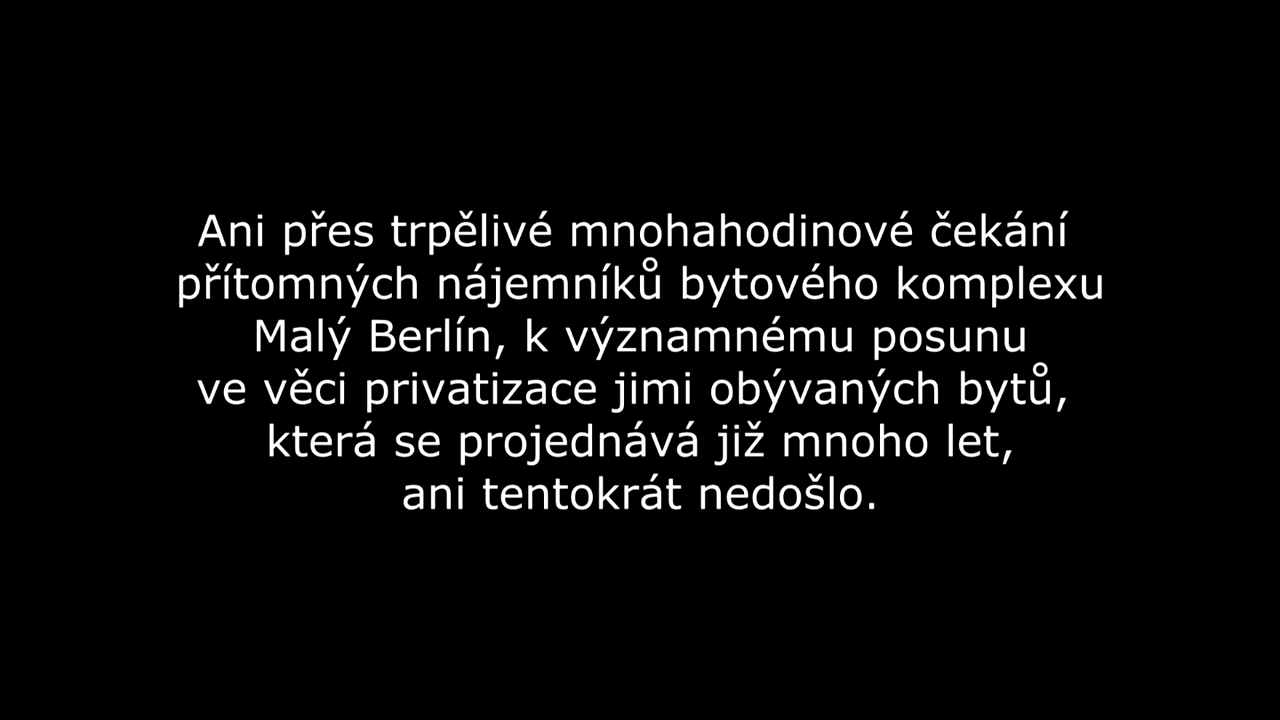 Ani přes trpělivé mnohahodinové čekání
přítomných nájemníků bytového komplexu
Malý Berlín, k významnému posunu
ve věci privatizace jimi obývaných bytů,
která se projednává již mnoho let,
ani tentokrát nedošlo.